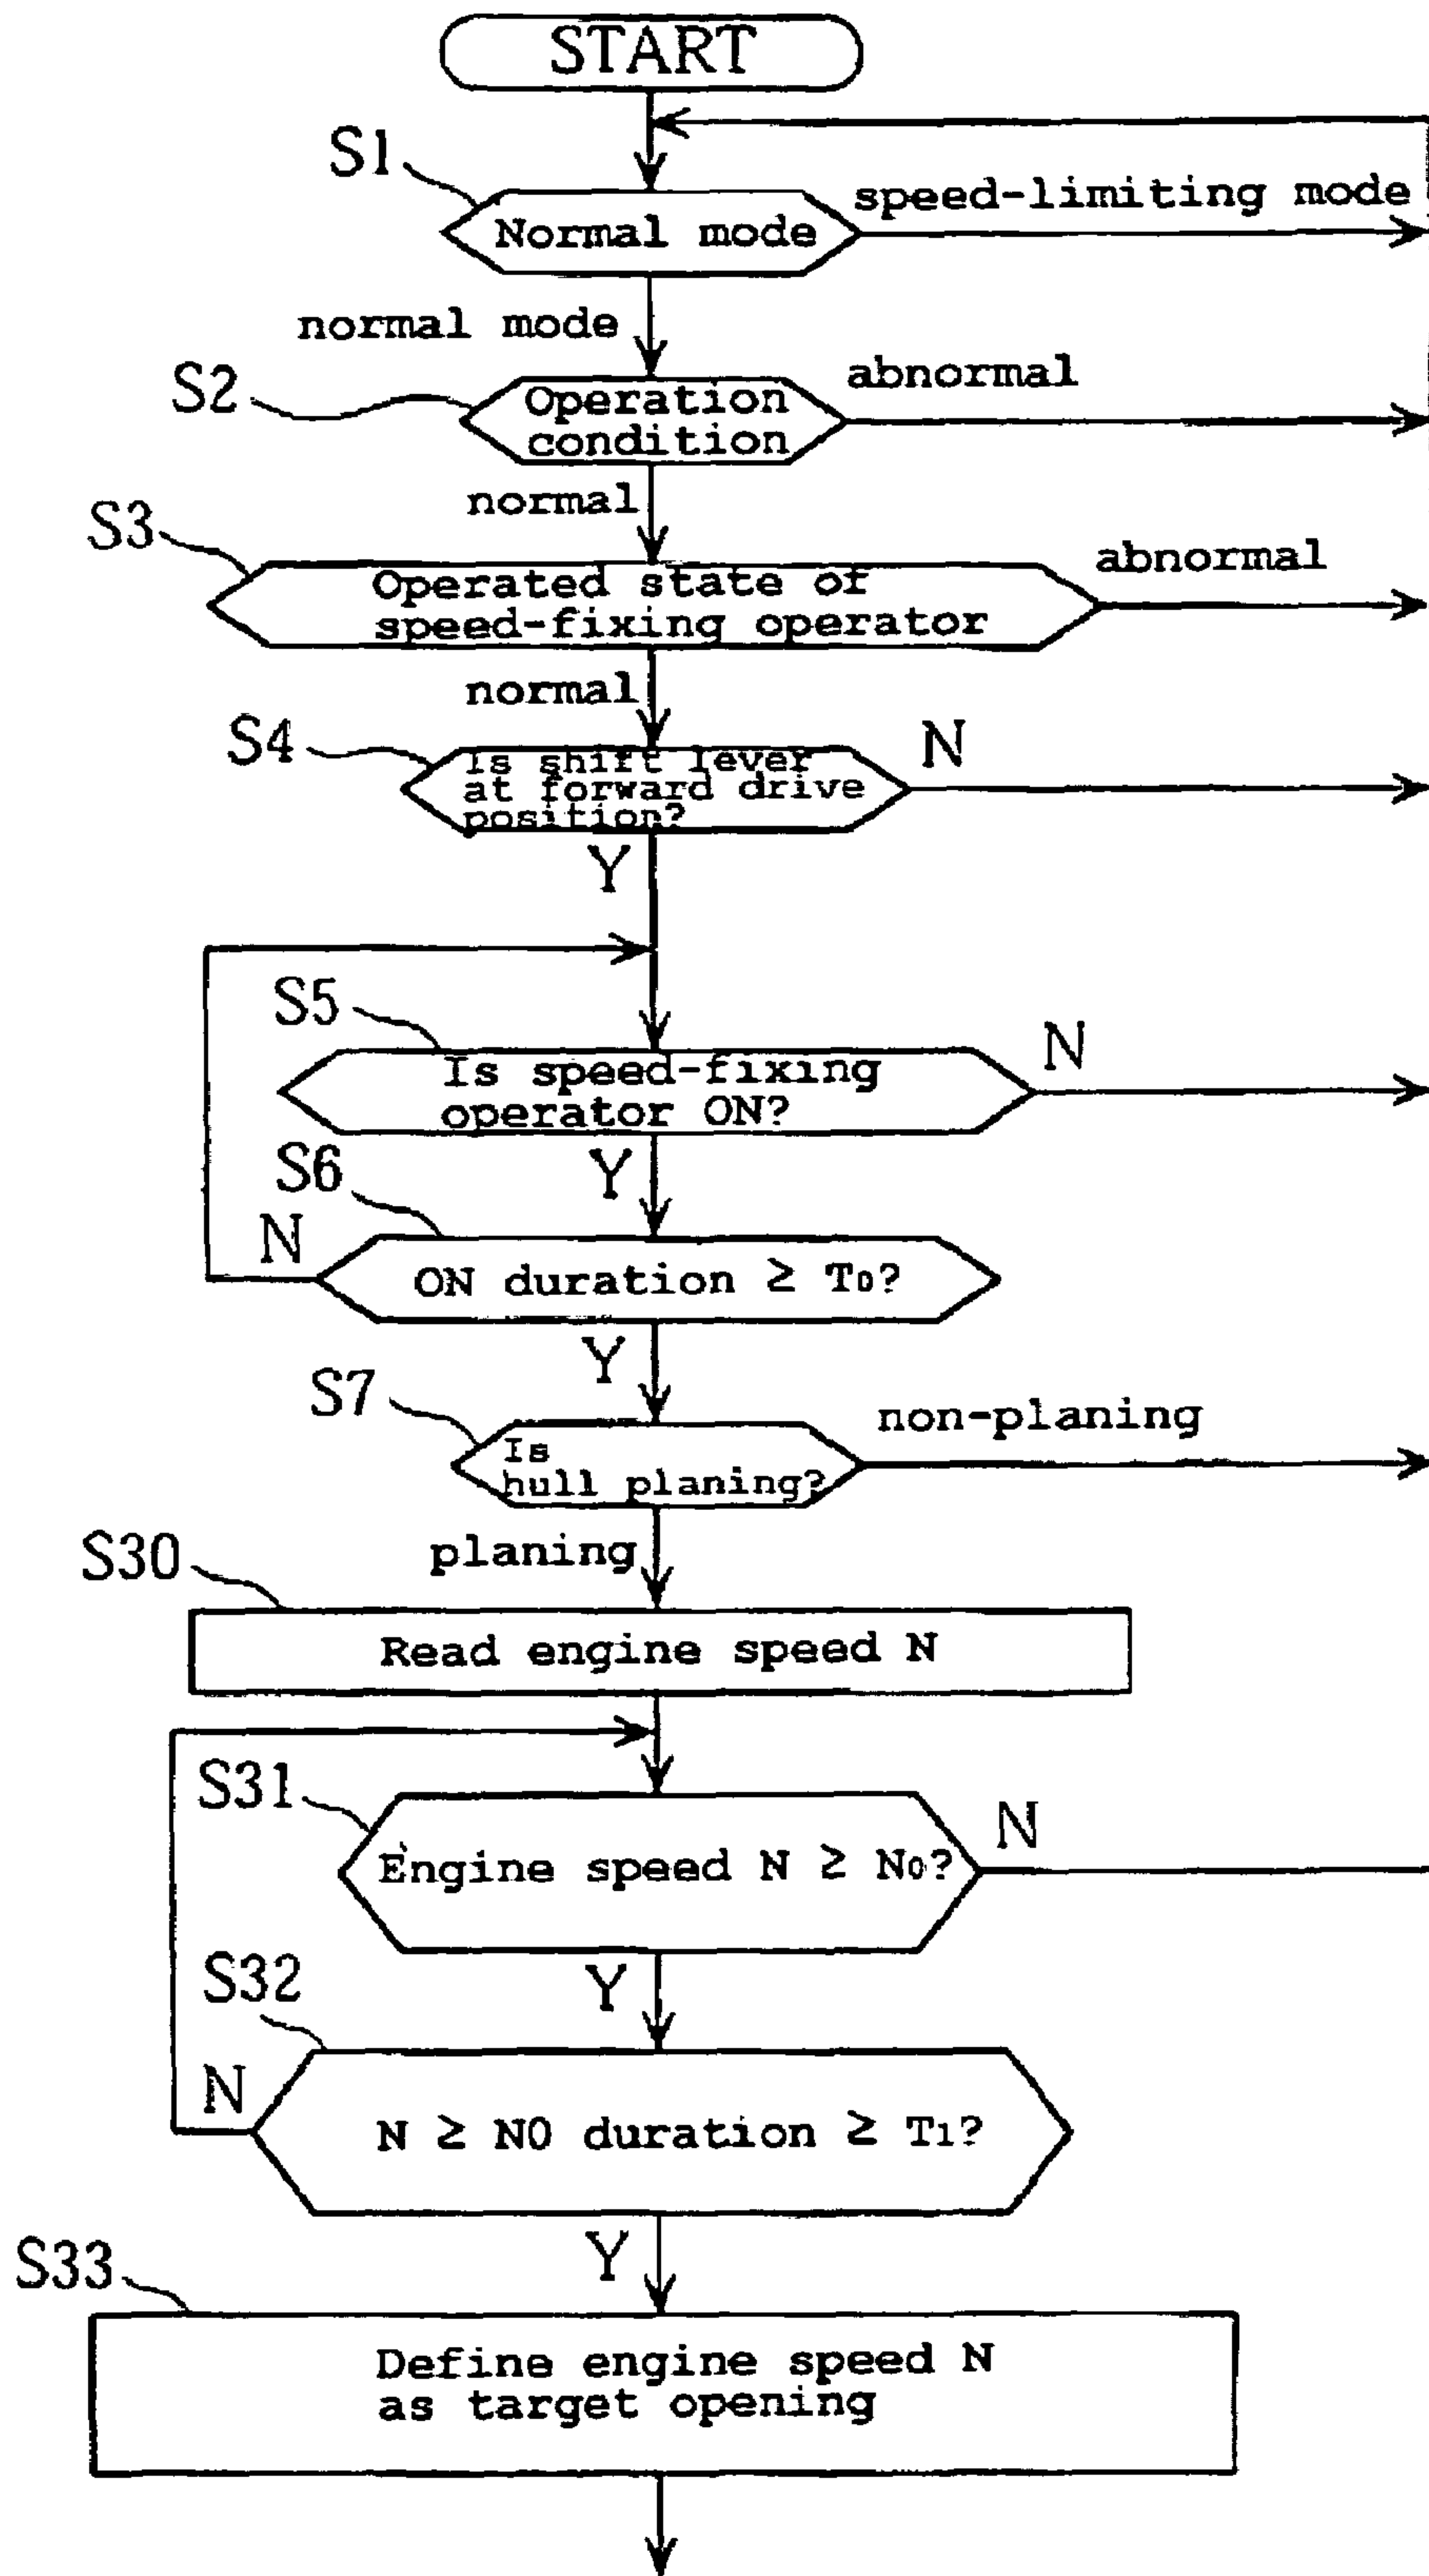 START
S1
speed-limiting mode
Normal mode
normal mode
S2
abnormal
Operation
condition
normal
S3
abnormal
Operated state of
speed-fixing operator
normal
S4
N
Is shift lever
at forward drive
position?
Y
S5
N
Is speed-fixing
operator ON?
S6
Y
N
ON duration ≥ T0?
Y
S7
non-planing
Is
hull planing?
planing
S30
Read engine speed N
S31
N
Engine speed N ≥ N0?
S32
Y
N
N ≥ N0 duration ≥ T1?
Y
S33
Define engine speed N
as target opening